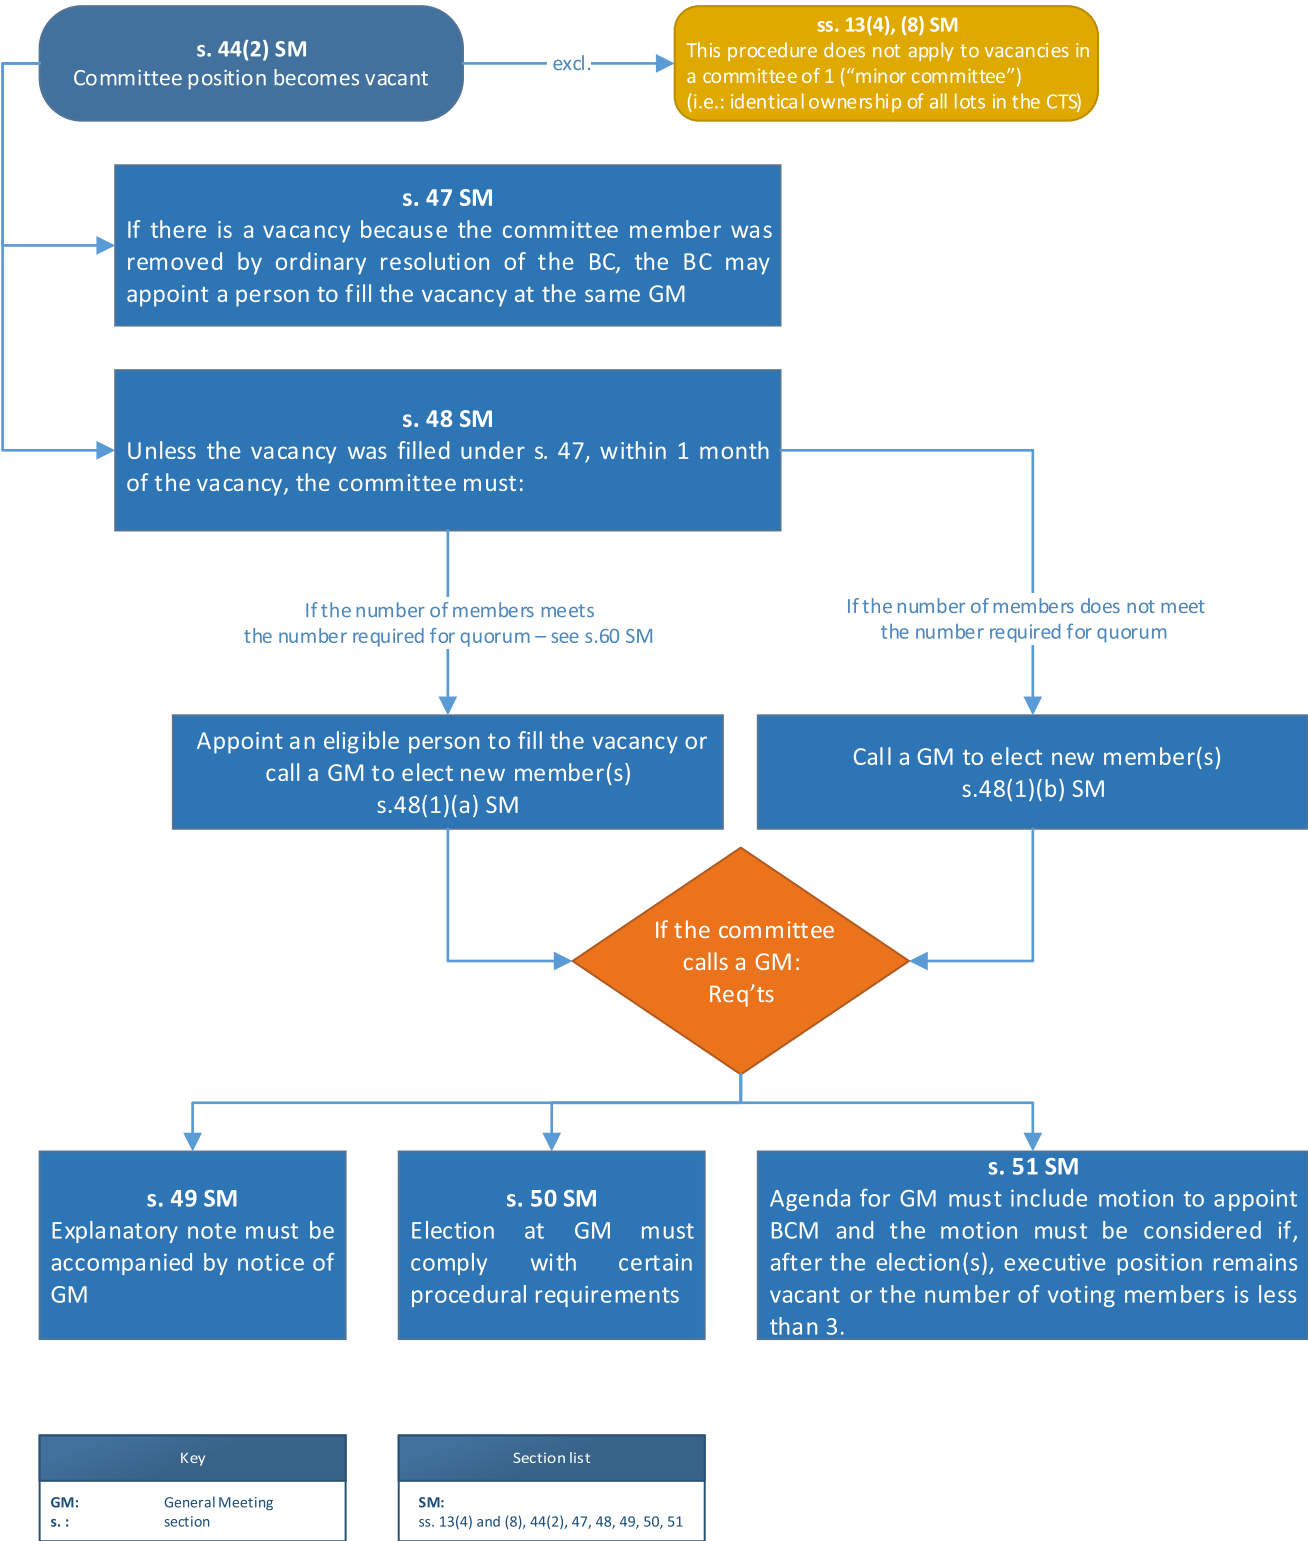 s. 44(2) SM
Committee position becomes vacant
excl.
ss. 13(4), (8) SM
This procedure does not apply to vacancies in
a committee of 1 (“minor committee”)
(i.e.: identical ownership of all lots in the CTS)
s. 47 SM
If there is a vacancy because the committee member was
removed by ordinary resolution of the BC, the BC may
appoint a person to fill the vacancy at the same GM
s. 48 SM
Unless the vacancy was filled under s. 47, within 1 month
of the vacancy, the committee must:
If the number of members meets
the number required for quorum – see s.60 SM
If the number of members does not meet
the number required for quorum
Appoint an eligible person to fill the vacancy or
call a GM to elect new member(s)
s.48(1)(a) SM
Call a GM to elect new member(s)
s.48(1)(b) SM
If the committee
calls a GM:
Req’ts
s. 49 SM
Explanatory note must be
accompanied by notice of
GM
s. 50 SM
Election at GM must
comply with certain
procedural requirements
s. 51 SM
Agenda for GM must include motion to appoint
BCM and the motion must be considered if,
after the election(s), executive position remains
vacant or the number of voting members is less
than 3.
Key
GM: General Meeting
s. : section
Section list
SM:
ss. 13(4) and (8), 44(2), 47, 48, 49, 50, 51